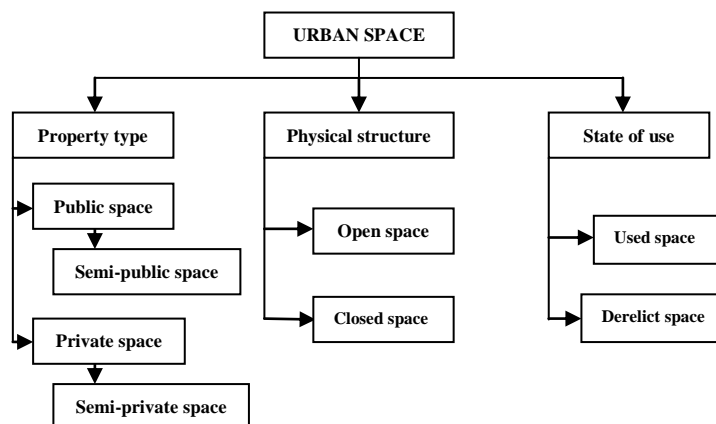 URBAN SPACE
Property type
Physical structure
State of use
Public space
Semi-public space
Private space
Semi-private space
Open space
Closed space
Used space
Derelict space